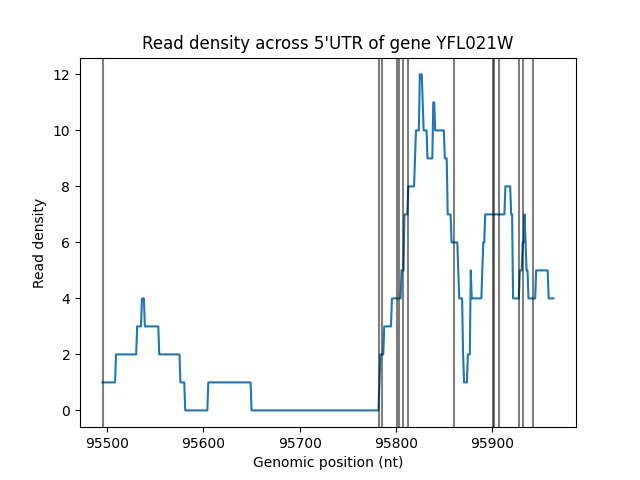 Read density across 5'UTR of gene YFL021W
12
10
8
6
4
2
0
Read density
95500 95600 95700 95800 95900
Genomic position (nt)